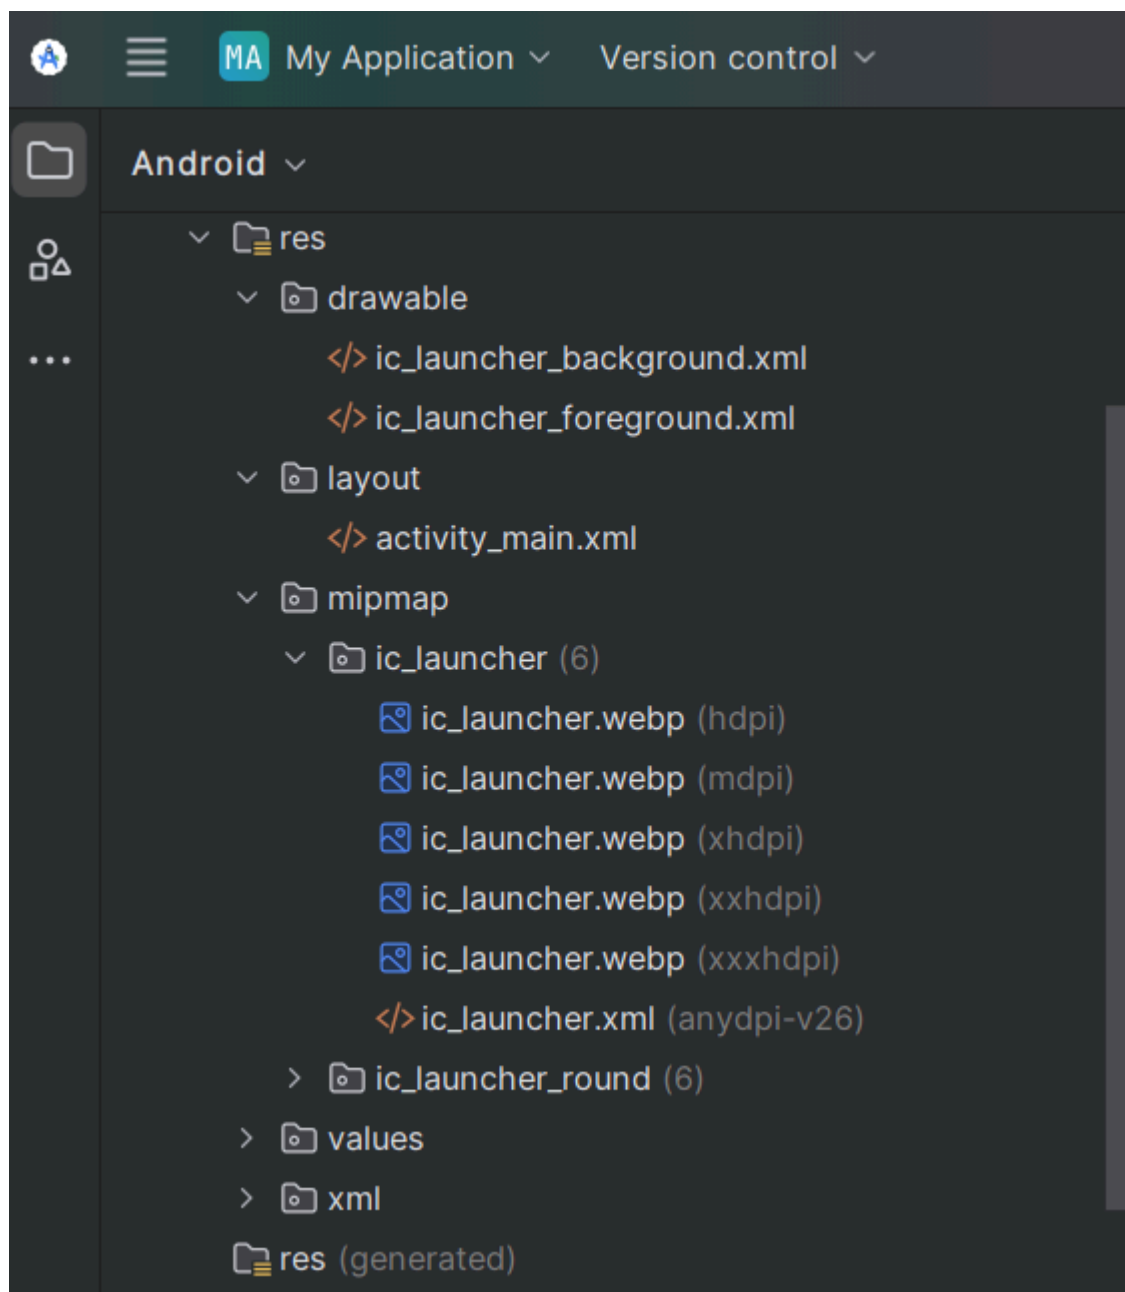 MA My Application Version control
Android
res
drawable
</> ic_launcher_background.xml
</> ic_launcher_foreground.xml
layout
</> activity_main.xml
mipmap
ic_launcher (6)
ic_launcher.webp (hdpi)
ic_launcher.webp (mdpi)
ic_launcher.webp (xhdpi)
ic_launcher.webp (xxhdpi)
ic_launcher.webp (xxxhdpi)
</> ic_launcher.xml (anydpi-v26)
ic_launcher_round (6)
values
xml
res (generated)